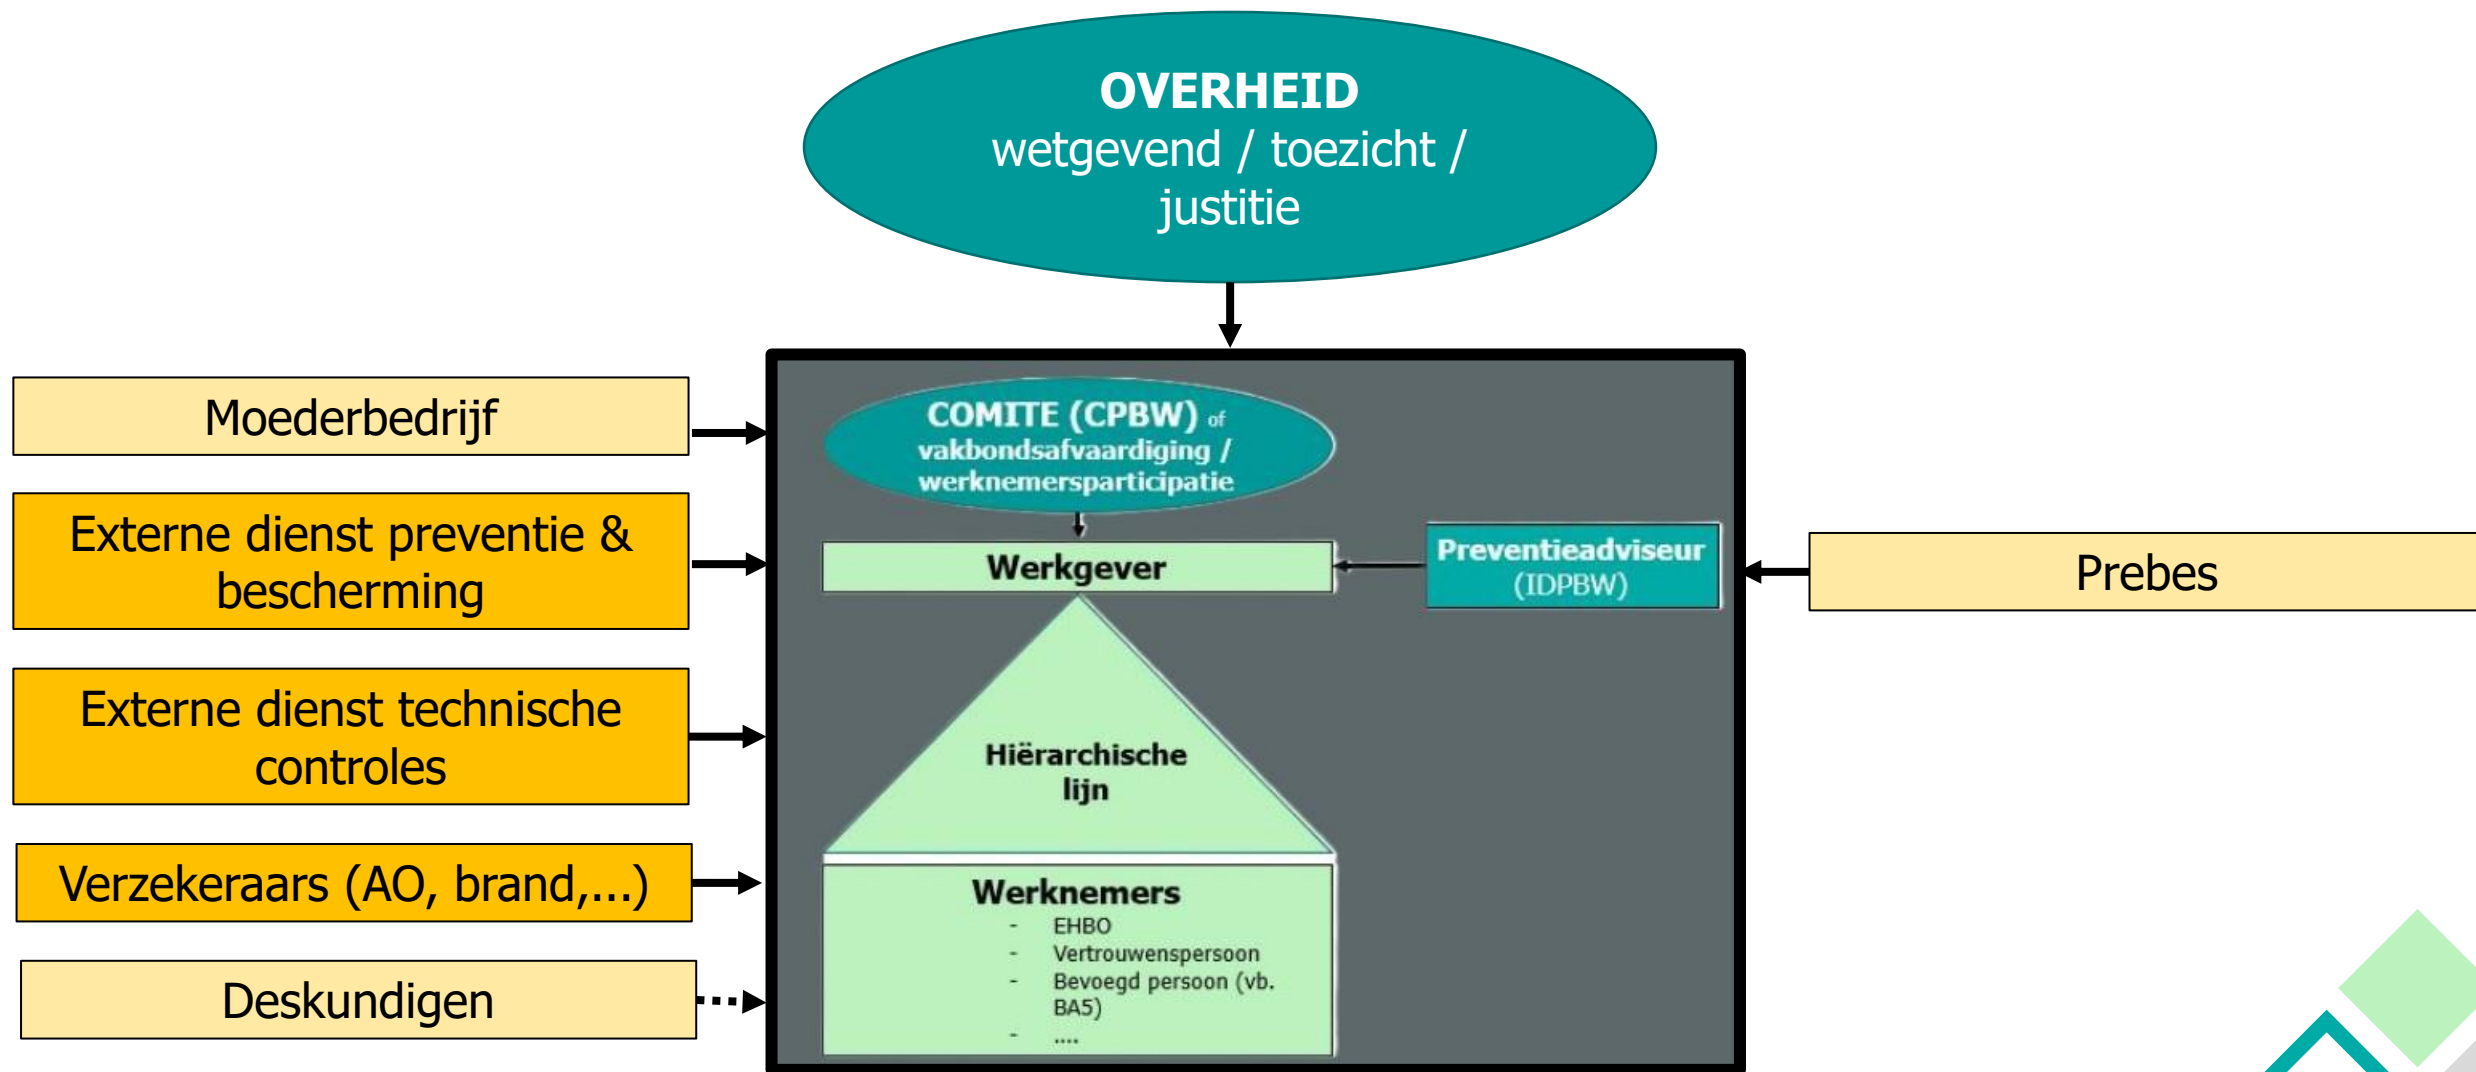 OVERHEID
wetgevend / toezicht /
justitie
Moederbedrijf
Externe dienst preventie &
bescherming
Externe dienst technische
controles
Verzekeraars (AO, brand,...)
Deskundigen
COMITE (CPBW) of
vakbondsafvaardiging /
werknemersparticipatie
Werkgever
Preventieadviseur
(IDPBW)
Hiërarchische
lijn
Werknemers
- EHBO
- Vertrouwenspersoon
- Bevoegd persoon (vb.
BA5)
- ....
Prebes